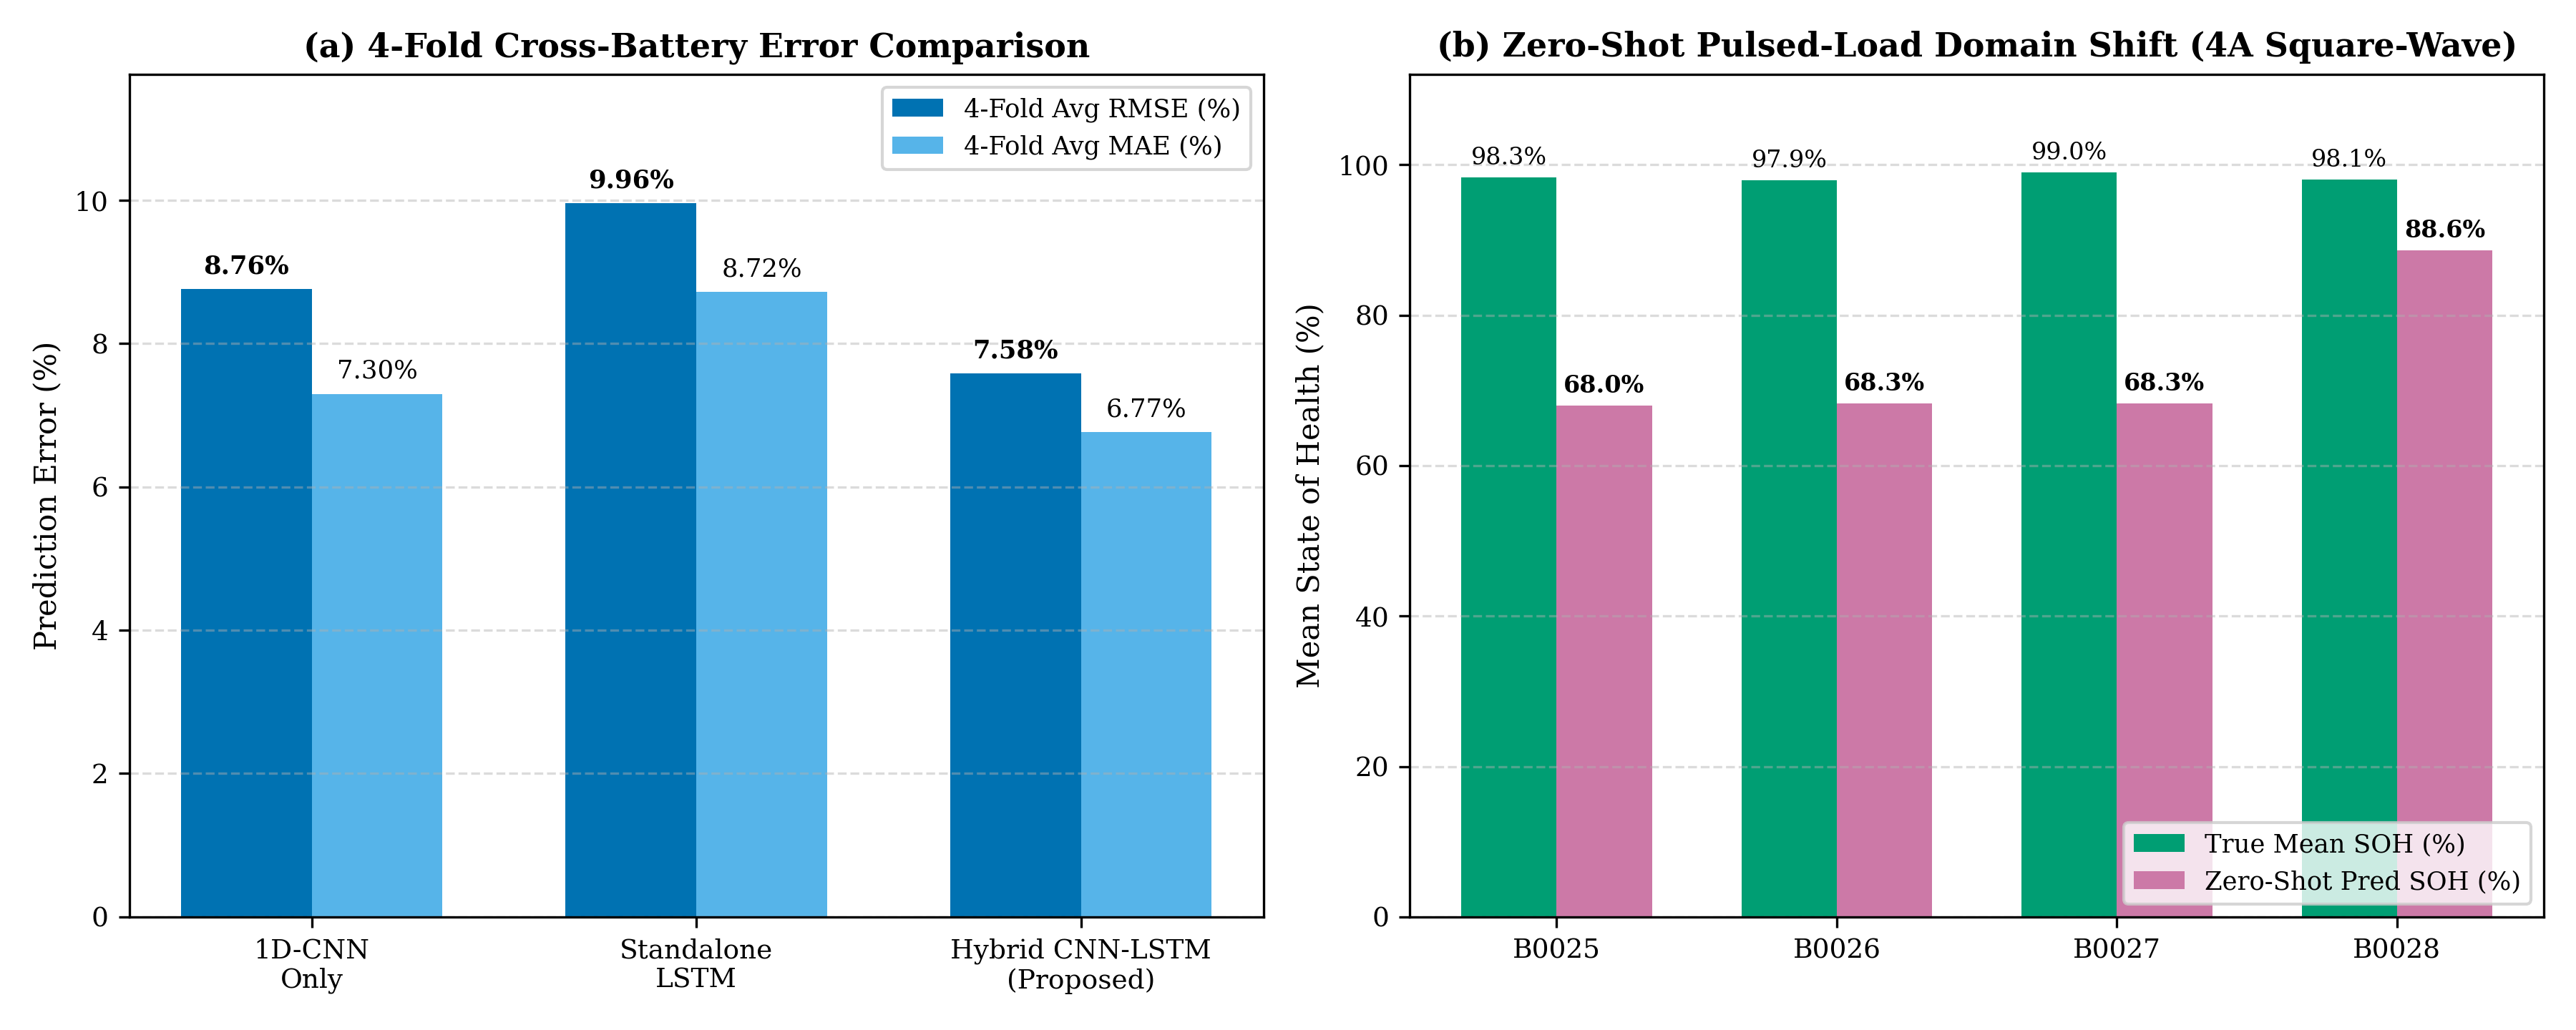 (a) 4-Fold Cross-Battery Error Comparison
4-Fold Avg RMSE (%)
4-Fold Avg MAE (%)
Prediction Error (%)
10
8
6
4
2
0
8.76%
7.30%
9.96%
8.72%
7.58%
6.77%
1D-CNN
Only
Standalone
LSTM
Hybrid CNN-LSTM
(Proposed)
(b) Zero-Shot Pulsed-Load Domain Shift (4A Square-Wave)
Mean State of Health (%)
100
80
60
40
20
0
98.3%
68.0%
97.9%
68.3%
99.0%
68.3%
98.1%
88.6%
True Mean SOH (%)
Zero-Shot Pred SOH (%)
B0025
B0026
B0027
B0028